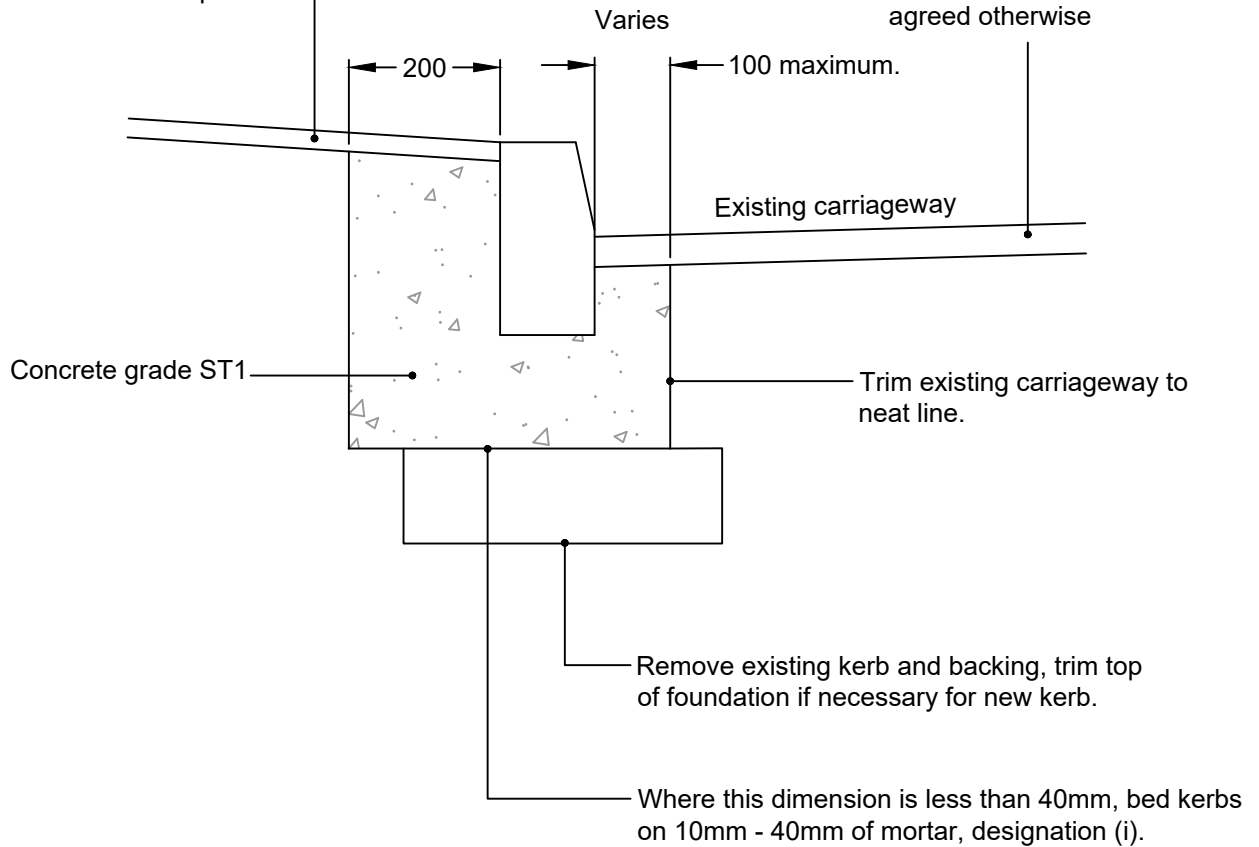 Varies
agreed otherwise
200
100 maximum.
Existing carriageway
Concrete grade ST1
Trim existing carriageway to
neat line.
Remove existing kerb and backing, trim top
of foundation if necessary for new kerb.
Where this dimension is less than 40mm, bed kerbs
on 10mm - 40mm of mortar, designation (i).